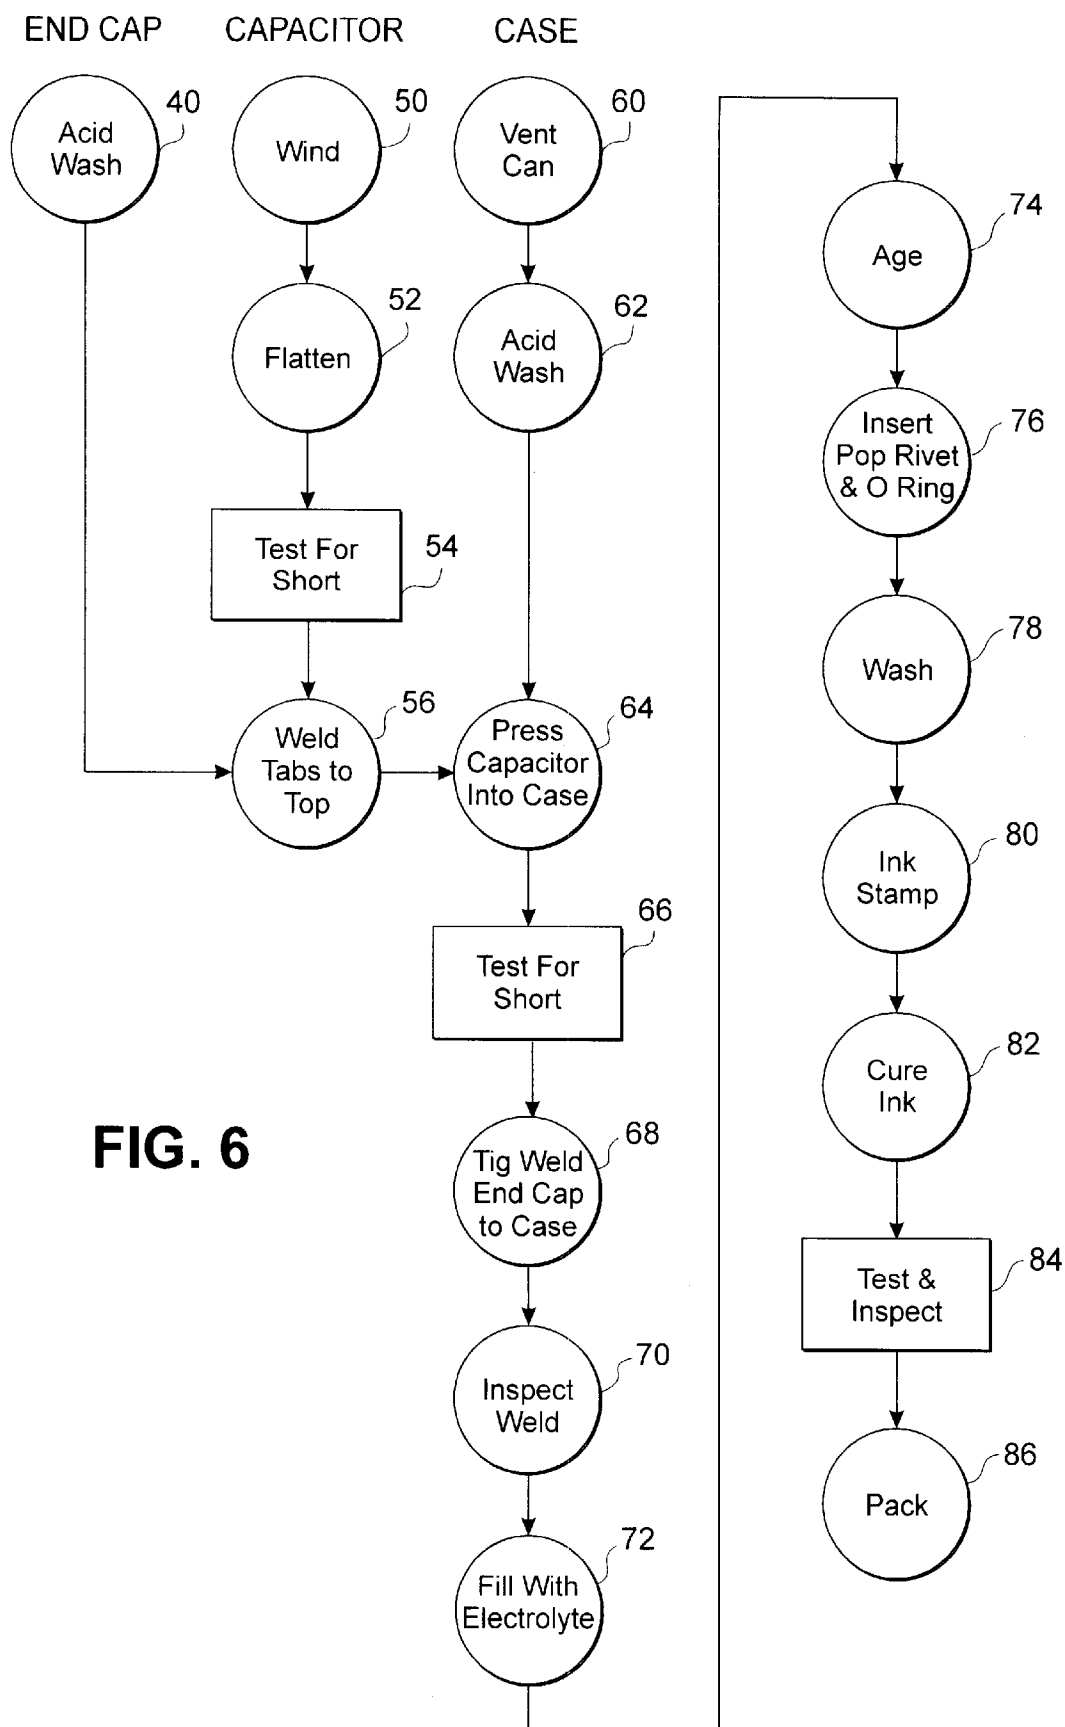 END CAP
CAPACITOR
CASE
Acid
Wash
40
Wind
50
Vent
Can
60
Flatten
52
Acid
Wash
62
Test For
Short
54
Weld
Tabs to
Top
56
Press
Capacitor
Into Case
64
Test For
Short
66
Tig Weld
End Cap
to Case
68
Inspect
Weld
70
Fill With
Electrolyte
72
Age
74
Insert
Pop Rivet
& O Ring
76
Wash
78
Ink
Stamp
80
Cure
Ink
82
Test &
Inspect
84
Pack
86
FIG. 6